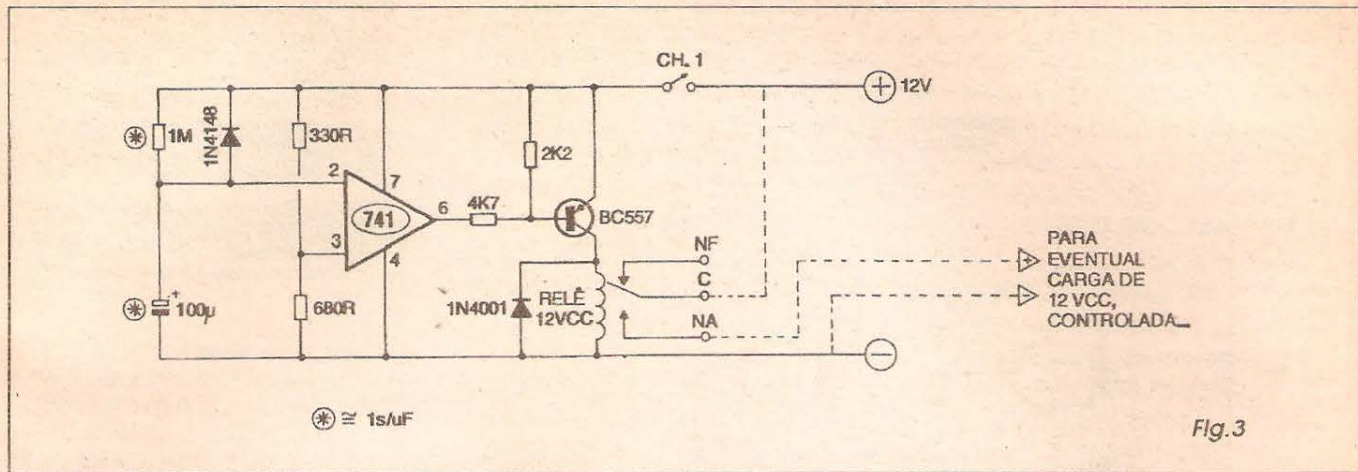 CH. 1
+ 12V
* 1M
1N4148
330R
2K2
2
7
741
6
4K7
BC557
3
4
NF
C
NA
* 100µ
+
680R
1N4001
RELÊ
12VCC
+ PARA
EVENTUAL
- CARGA DE
12 VCC,
CONTROLADA...
−
* ≅ 1s/uF
Fig.3